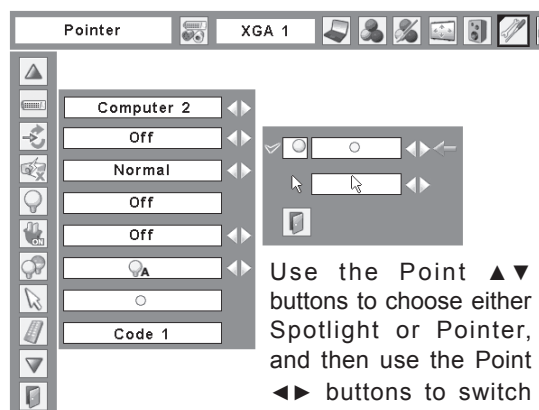 Pointer
XGA 1
Computer 2
Off
Normal
Off
ON
Off
A
Code 1
Use the Point ▲▼
buttons to choose either
Spotlight or Pointer,
and then use the Point
◄► buttons to switch